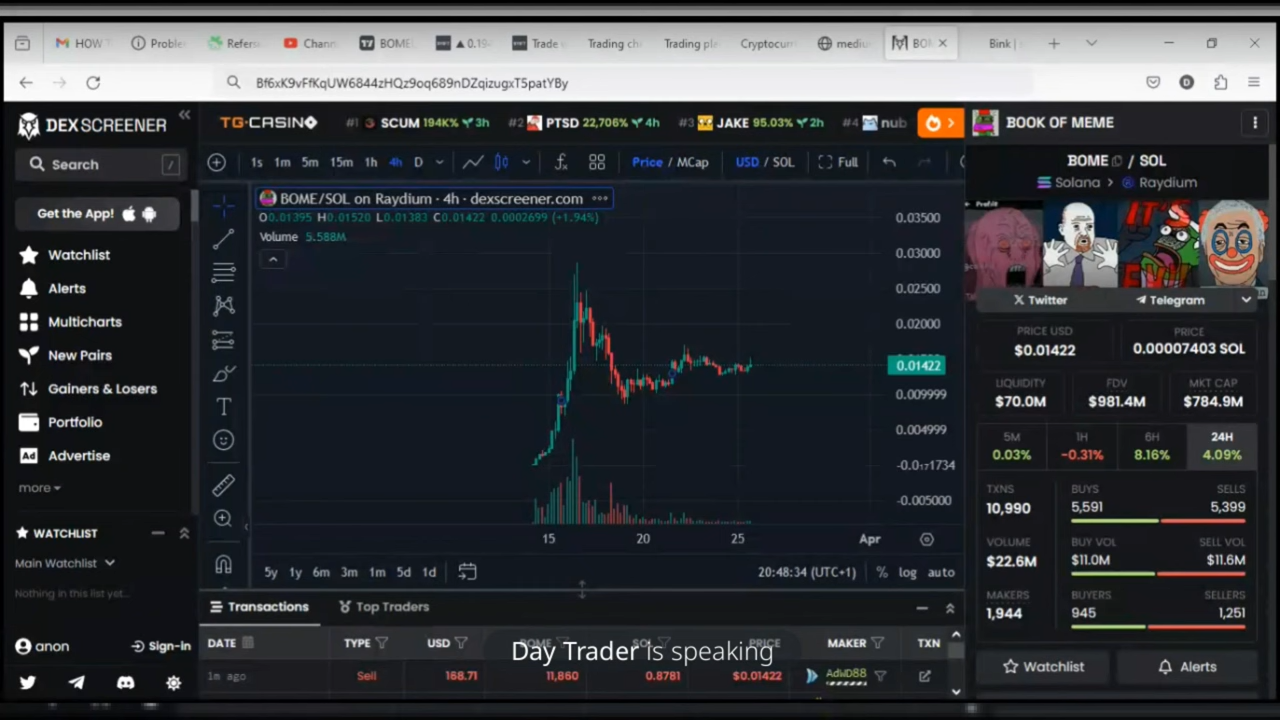 HOW
Proble
Refers
Chann
BOME
▲0.19
Trade
Trading ch
Trading pl
Cryptocum
mediu
BO
Bink |
Bf6xK9vFfKqUW6844zHQz9oq689nDZqizugxT5patYBy
DEXSCREENER
TG.CASINO
#1 SCUM 194K% 3h
#2 PTSD 22,706% 4h
#3 JAKE 95.03% 2h
#4 nub
BOOK OF MEME
Search /
1s 1m 5m 15m 1h 4h D
Price / MCap
USD / SOL
Full
BOME / SOL
Solana > Raydium
Get the App!
BOME/SOL on Raydium · 4h · dexscreener.com
O0.01395 H0.01520 L0.01383 C0.01422 0.0002699 (+1.94%)
Volume 5.588M
Watchlist
Alerts
Multicharts
New Pairs
Gainers & Losers
Portfolio
Advertise
more
WATCHLIST
Main Watchlist
Nothing in this list yet...
anon
Sign-in
0.03500
0.03000
0.02500
0.02000
0.01422
0.009999
0.004999
-0.0₁₇1734
-0.005000
15 20 25 Apr
5y 1y 6m 3m 1m 5d 1d
20:48:34 (UTC+1)
% log auto
Transactions
Top Traders
DATE TYPE USD BOME SOL PRICE MAKER TXN
1m ago Sell 168.71 11,860 0.8781 $0.01422 AdWD88
Day Trader is speaking
IT'S
Twitter
Telegram
PRICE USD
$0.01422
PRICE
0.00007403 SOL
LIQUIDITY
$70.0M
FDV
$981.4M
MKT CAP
$784.9M
5M
0.03%
1H
-0.31%
6H
8.16%
24H
4.09%
TXNS
10,990
BUYS
5,591
SELLS
5,399
VOLUME
$22.6M
BUY VOL
$11.0M
SELL VOL
$11.6M
MAKERS
1,944
BUYERS
945
SELLERS
1,251
Watchlist
Alerts